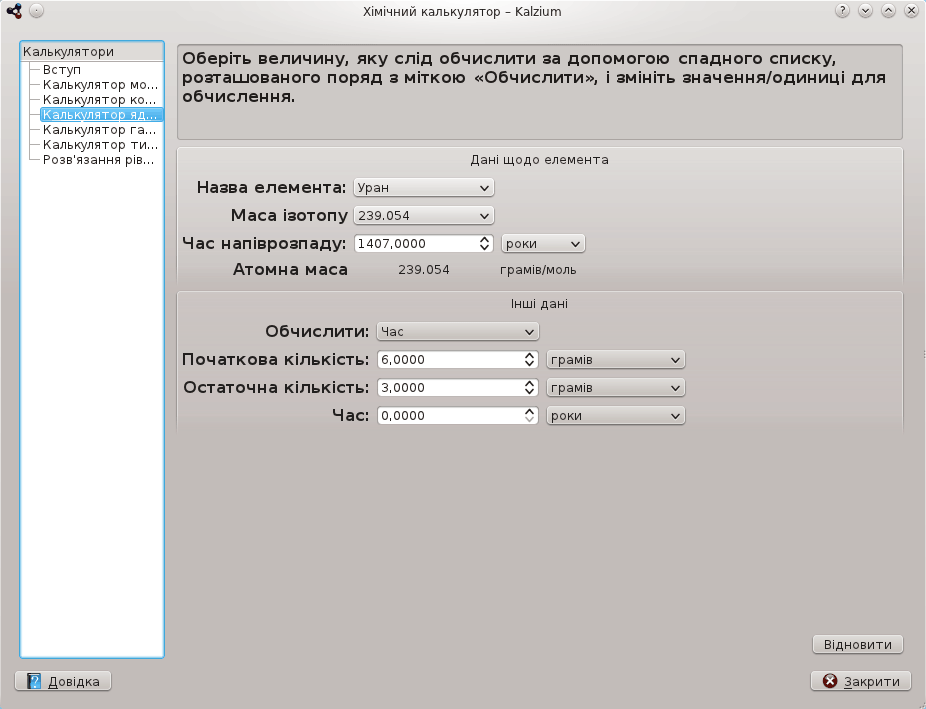 Хімічний калькулятор – Kalzium
Калькулятори
Вступ
Калькулятор мо...
Калькулятор ко...
Калькулятор яд...
Калькулятор га...
Калькулятор ти...
Розв'язання рів...
Оберіть величину, яку слід обчислити за допомогою спадного списку,
розташованого поряд з міткою «Обчислити», і змініть значення/одиниці для
обчислення.
Дані щодо елемента
Назва елемента: Уран
Маса ізотопу 239.054
Час напіврозпаду: 1407,0000 роки
Атомна маса 239.054 грамів/моль
Інші дані
Обчислити: Час
Початкова кількість: 6,0000 грамів
Остаточна кількість: 3,0000 грамів
Час: 0,0000 роки
Відновити
Довідка
Закрити